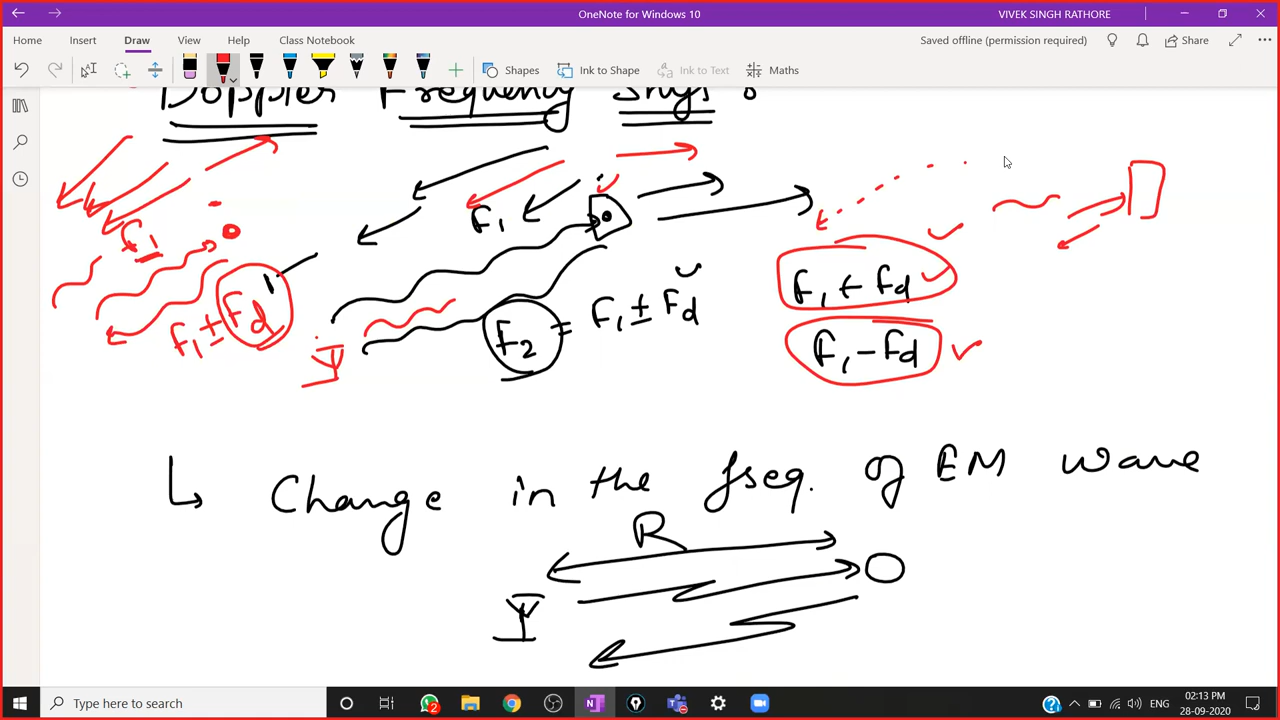 OneNote for Windows 10
VIVEK SINGH RATHORE
Home Insert Draw View Help Class Notebook
Saved offline (permission required)
Share
Shapes
Ink to Shape
Ink to Text
Maths
Doppler Frequency Shift :
f1
f1
f1 ± fd
f2 = f1 ± fd
f1 + fd
f1 - fd
↳ Change in the freq. of EM wave
R
Type here to search
2
ENG
02:13 PM
28-09-2020